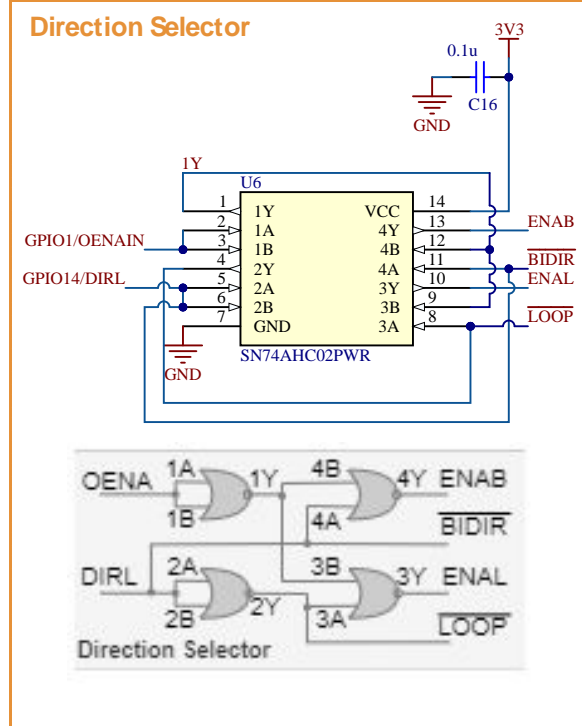 Direction Selector
3V3
0.1u
C16
GND
1Y
U6
1 1Y VCC 14
2 1A 4Y 13 ENAB
GPIO1/OENAIN 3 1B 4B 12
4 2Y 4A 11 BIDIR
GPIO14/DIRL 5 2A 3Y 10 ENAL
6 2B 3B 9
7 GND 3A 8 LOOP
SN74AHC02PWR
GND
OENA 1A 1Y 4B 4Y ENAB
1B 4A BIDIR
DIRL 2A 3B 3Y ENAL
2B 2Y 3A LOOP
Direction Selector